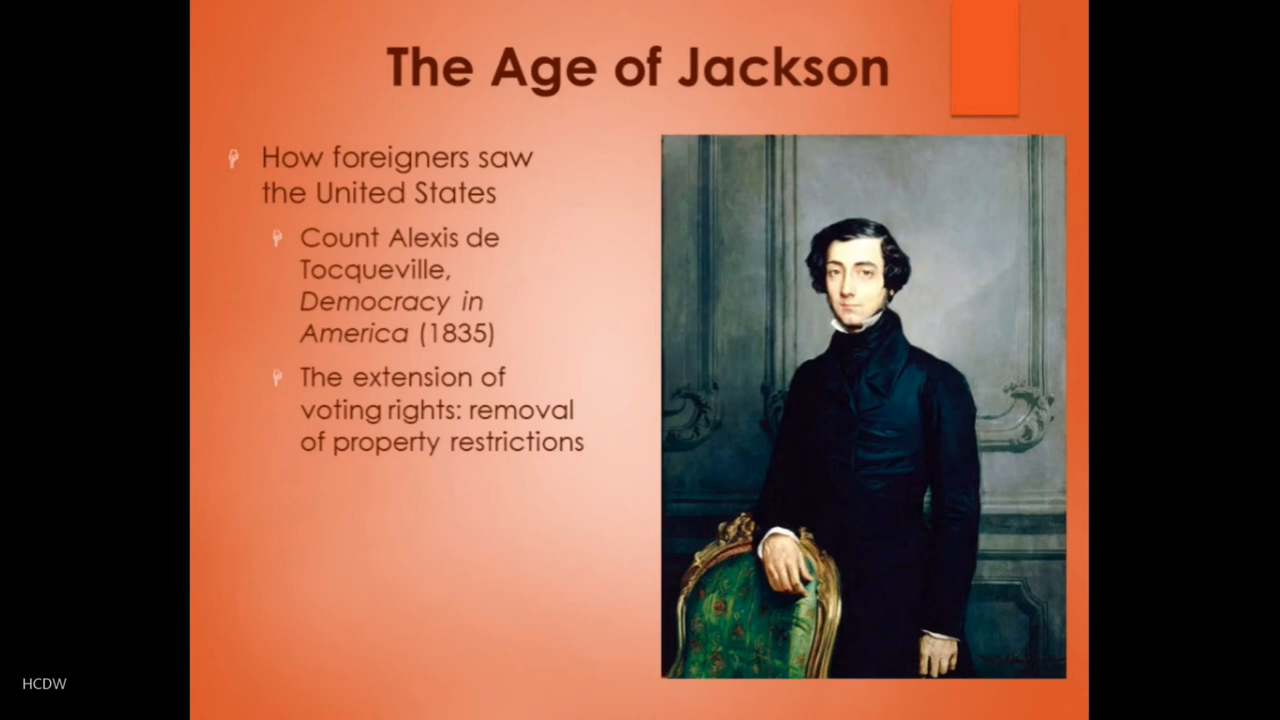 The Age of Jackson
How foreigners saw
the United States
Count Alexis de
Tocqueville,
Democracy in
America (1835)
The extension of
voting rights: removal
of property restrictions
HCDW